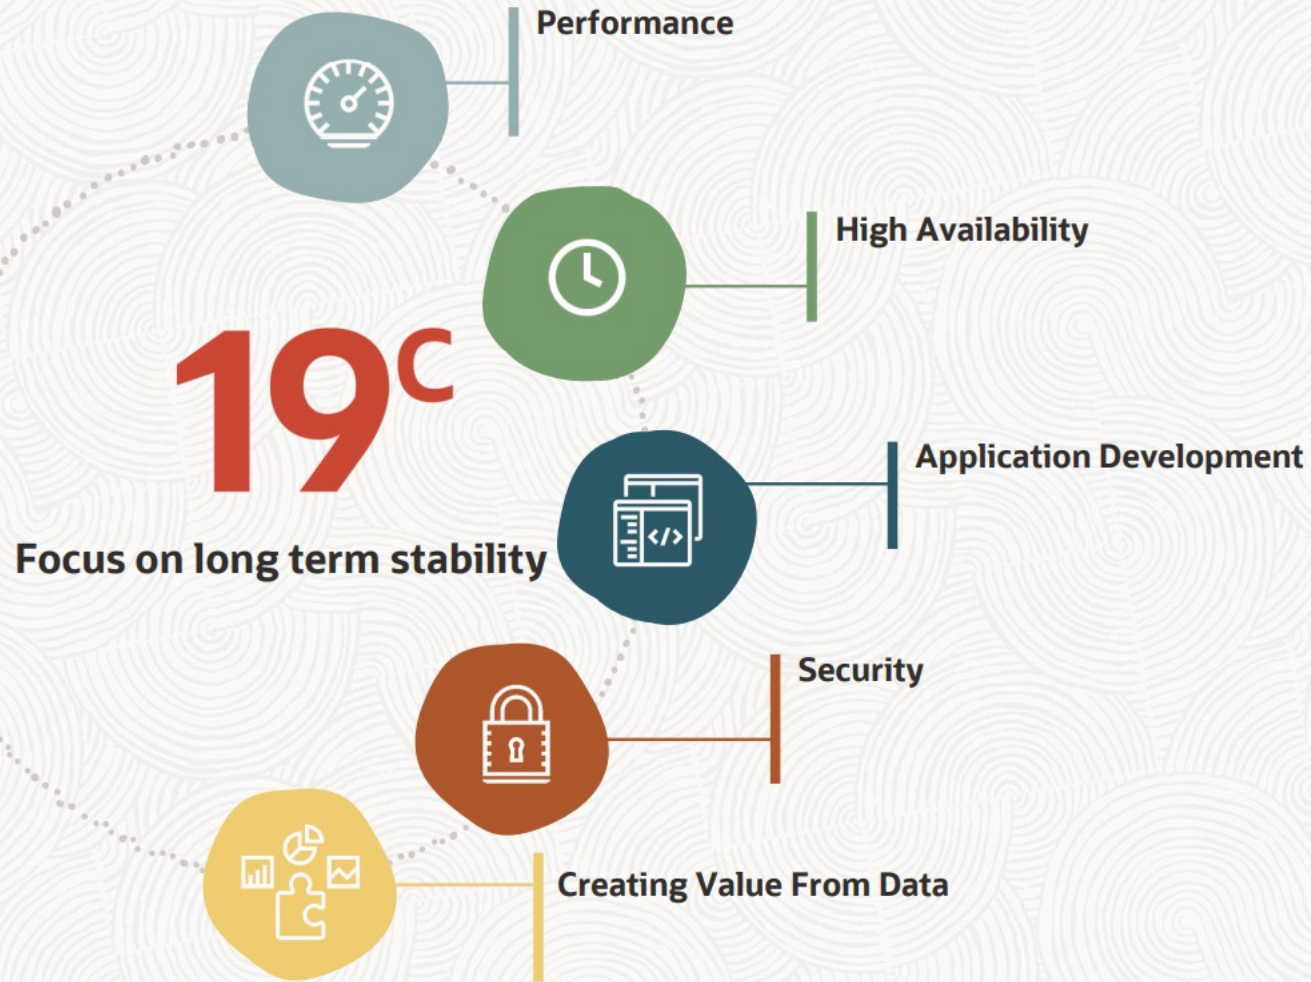 Performance
High Availability
19c
Application Development
Focus on long term stability
</>
Security
Creating Value From Data